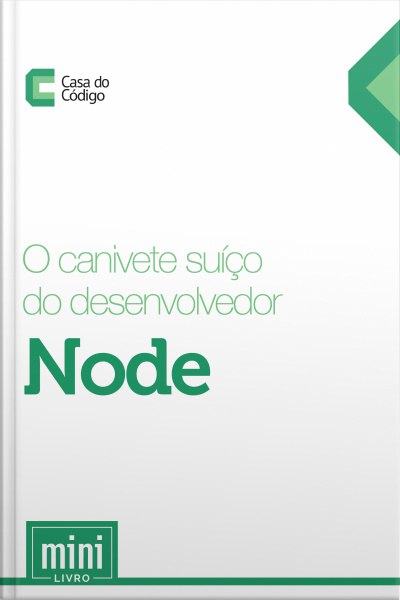 Casa do
Código
O canivete suíço
do desenvolvedor
Node
mini
LIVRO